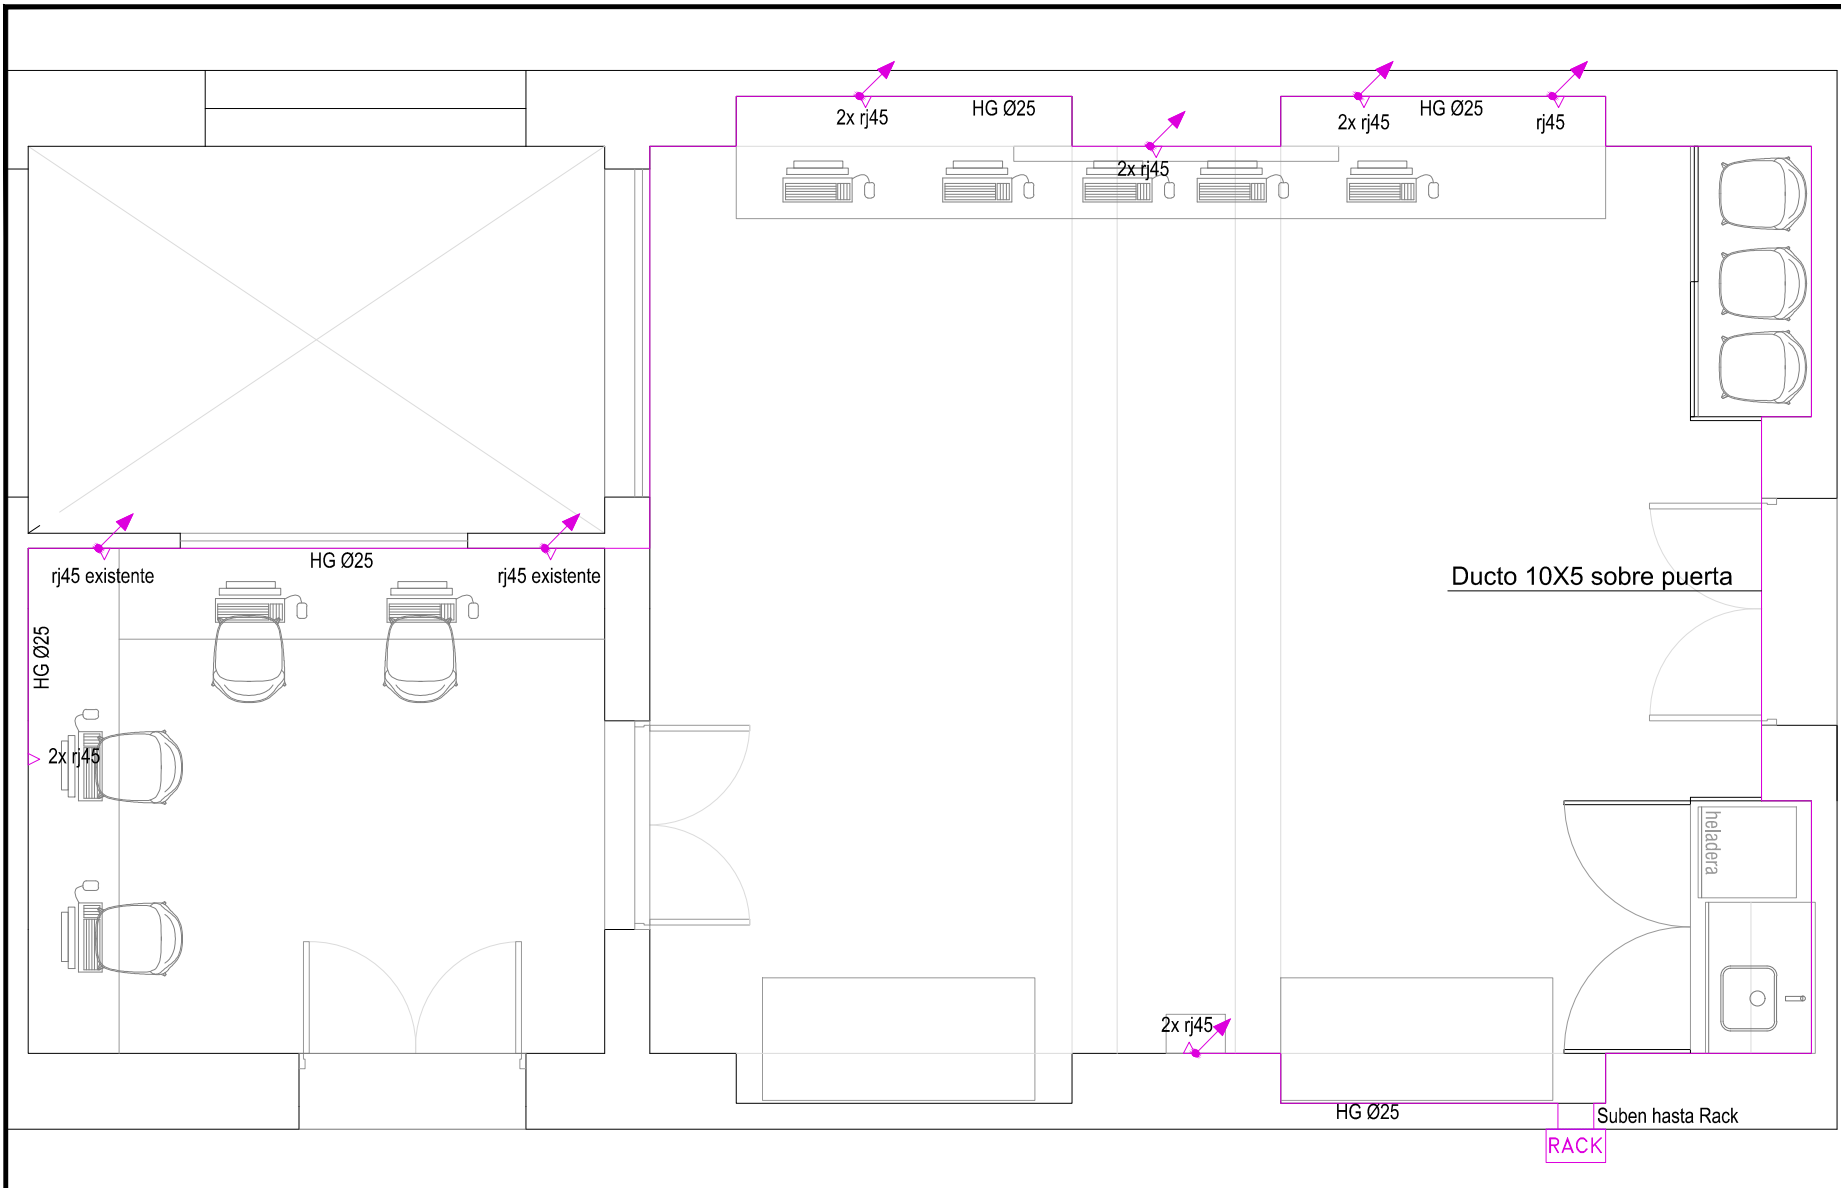 2x rj45
HG Ø25
2x rj45
HG Ø25
rj45
2x rj45
rj45 existente
HG Ø25
rj45 existente
Ducto 10X5 sobre puerta
HG Ø25
2x rj45
heladera
2x rj45
HG Ø25
Suben hasta Rack
RACK